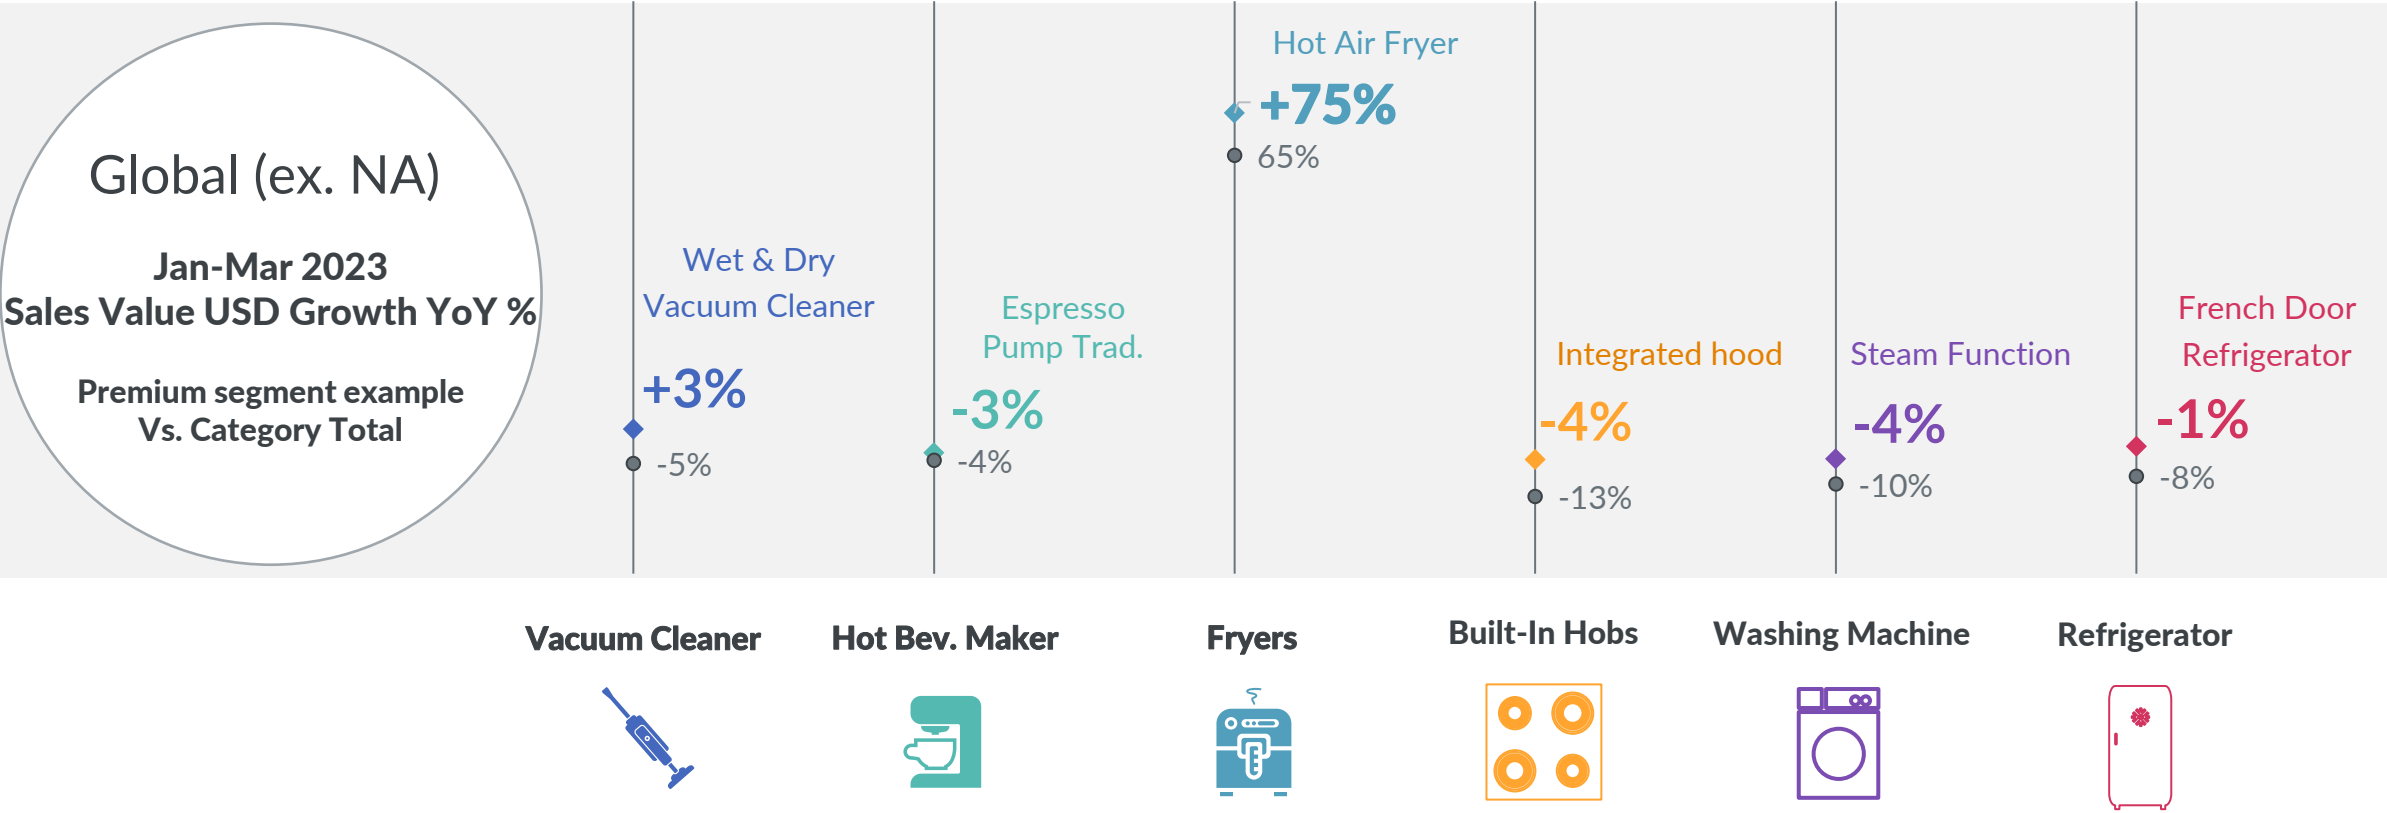 Global (ex. NA)
Jan-Mar 2023
Sales Value USD Growth YoY %
Premium segment example
Vs. Category Total
Wet & Dry
Vacuum Cleaner
+3%
-5%
Espresso
Pump Trad.
-3%
-4%
Hot Air Fryer
+75%
65%
Integrated hood
-4%
-13%
Steam Function
-4%
-10%
French Door
Refrigerator
-1%
-8%
Vacuum Cleaner
Hot Bev. Maker
Fryers
Built-In Hobs
Washing Machine
Refrigerator